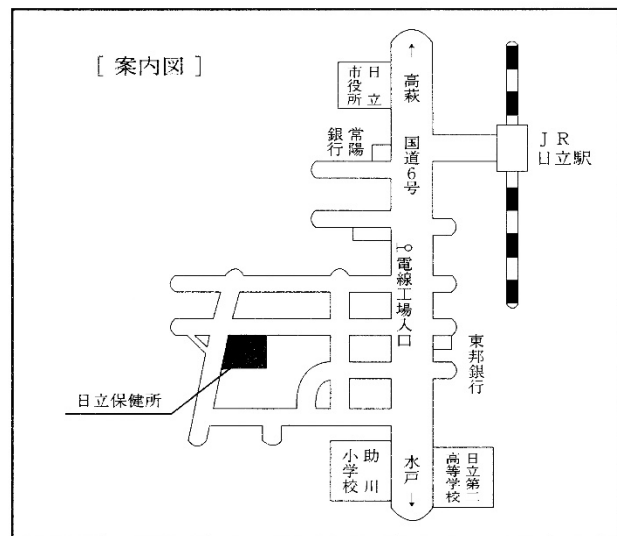 [ 案内図 ]
↑
高萩
国道6号
日立
市役所
常陽
銀行
JR
日立駅
電線工場入口
東邦銀行
日立保健所
助川
小学校
水戸
↓
日立第二
高等学校